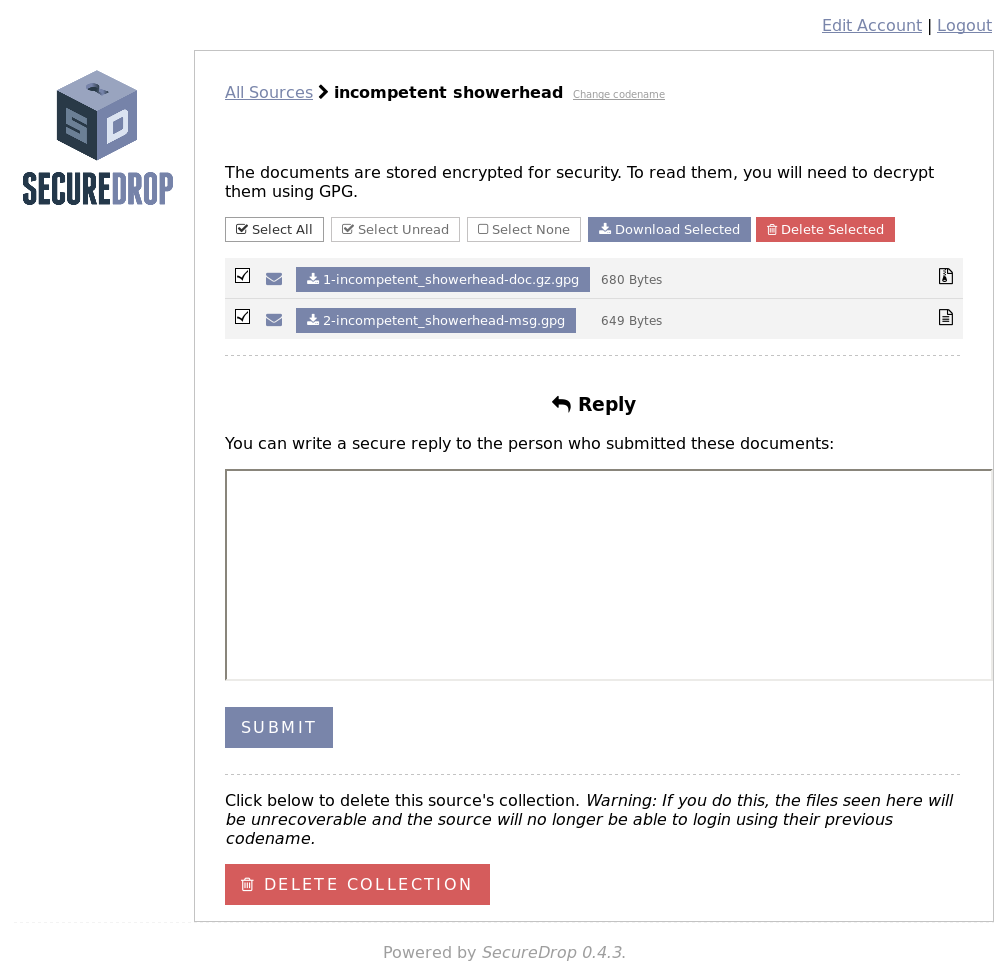 Edit Account | Logout
SD
SECUREDROP
All Sources incompetent showerhead Change codename
The documents are stored encrypted for security. To read them, you will need to decrypt
them using GPG.
Select All Select Unread Select None Download Selected Delete Selected
1-incompetent_showerhead-doc.gz.gpg 680 Bytes
2-incompetent_showerhead-msg.gpg 649 Bytes
Reply
You can write a secure reply to the person who submitted these documents:
SUBMIT
Click below to delete this source's collection. Warning: If you do this, the files seen here will
be unrecoverable and the source will no longer be able to login using their previous
codename.
DELETE COLLECTION
Powered by SecureDrop 0.4.3.